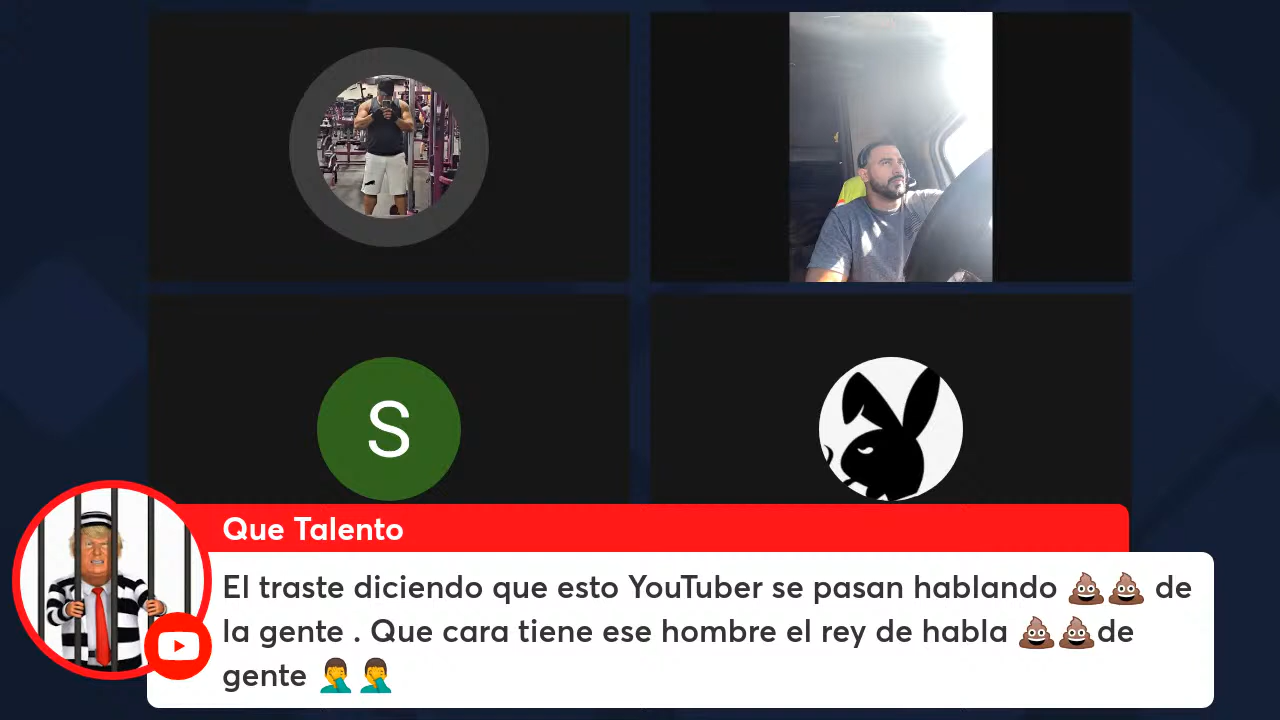 S
Que Talento
El traste diciendo que esto YouTuber se pasan hablando 💩💩 de
la gente . Que cara tiene ese hombre el rey de habla 💩💩de
gente 🤦‍♂️🤦‍♂️